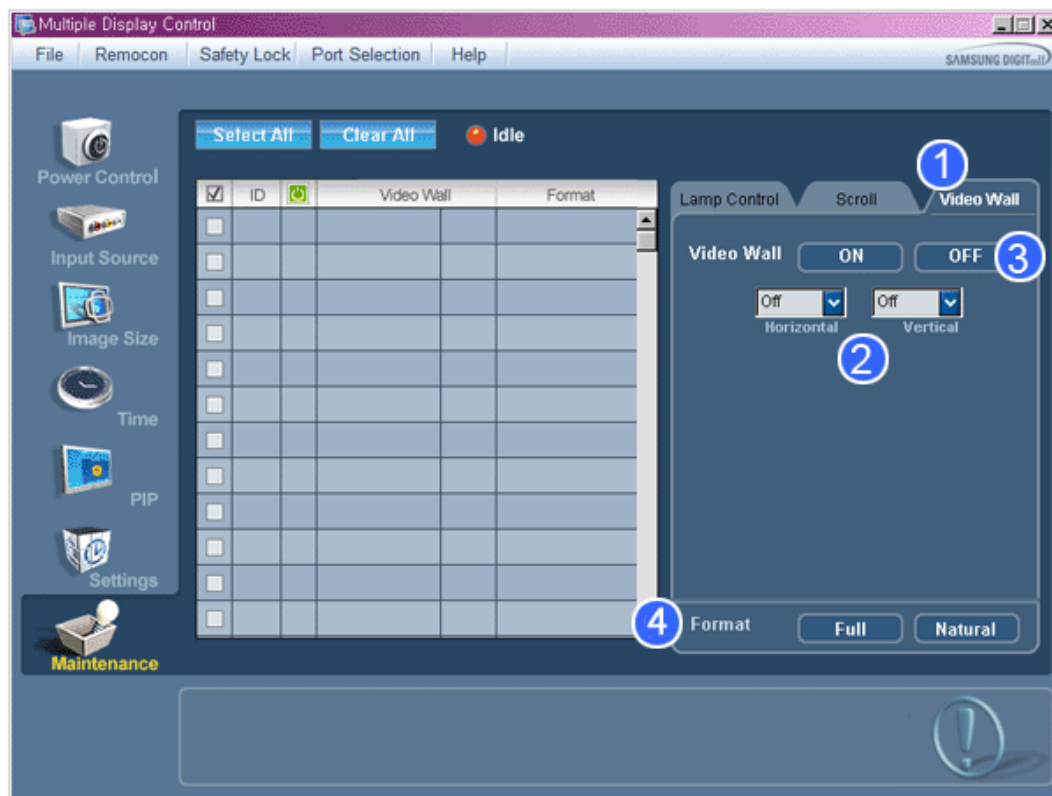 Multiple Display Control
File Remocon Safety Lock Port Selection Help
SAMSUNG DIGITall
Select All Clear All Idle
Power Control
Input Source
Image Size
Time
PIP
Settings
Maintenance
ID Video Wall Format
1
Lamp Control Scroll Video Wall
Video Wall ON OFF 3
Off Off
Horizontal Vertical
2
4 Format Full Natural